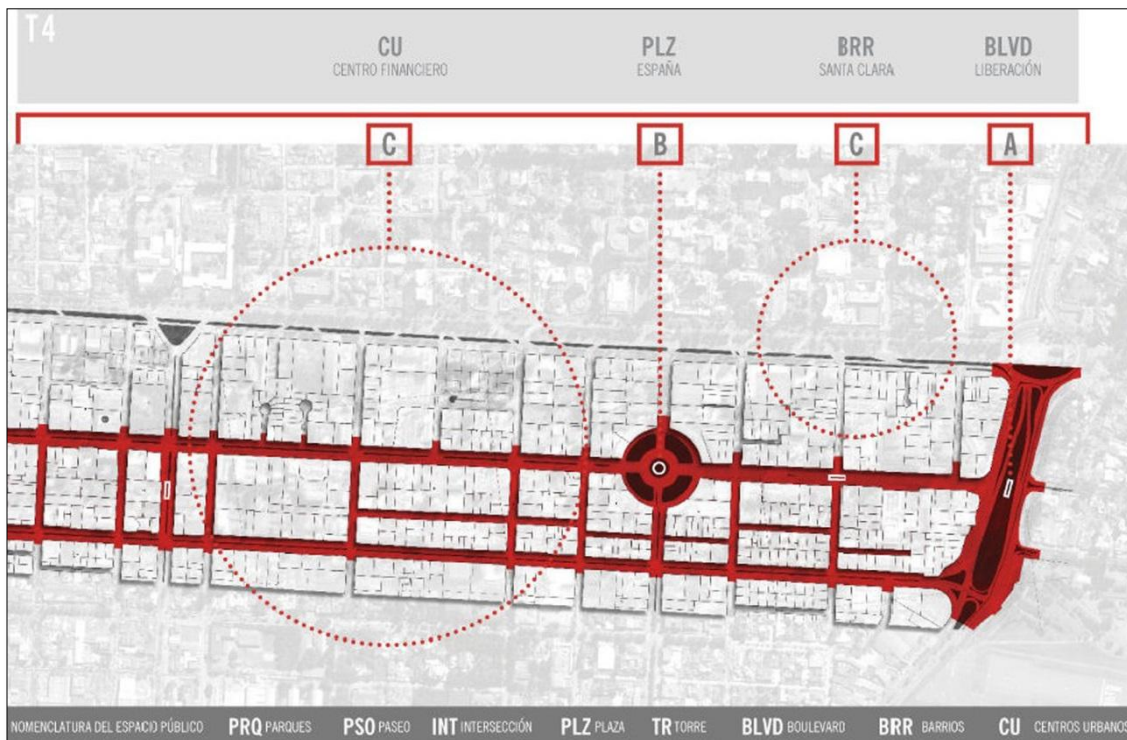 T4
CU
CENTRO FINANCIERO
PLZ
ESPAÑA
BRR
SANTA CLARA
BLVD
LIBERACIÓN
C
B
C
A
NOMENCLATURA DEL ESPACIO PÚBLICO PRQ PARQUES PSO PASEO INT INTERSECCIÓN PLZ PLAZA TR TORRE BLVD BOULEVARD BRR BARRIOS CU CENTROS URBANOS